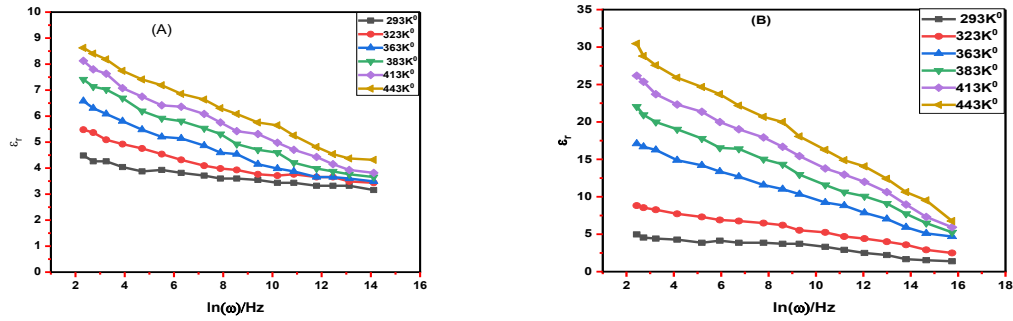 (A)
293K⁰
323K⁰
363K⁰
383K⁰
413K⁰
443K⁰
10
9
8
7
6
5
4
3
2
1
0
εr
0 2 4 6 8 10 12 14 16
ln(ω)/Hz
(B)
293K⁰
323K⁰
363K⁰
383K⁰
413K⁰
443K⁰
35
30
25
20
15
10
5
0
εr
0 2 4 6 8 10 12 14 16 18
ln(ω)/Hz